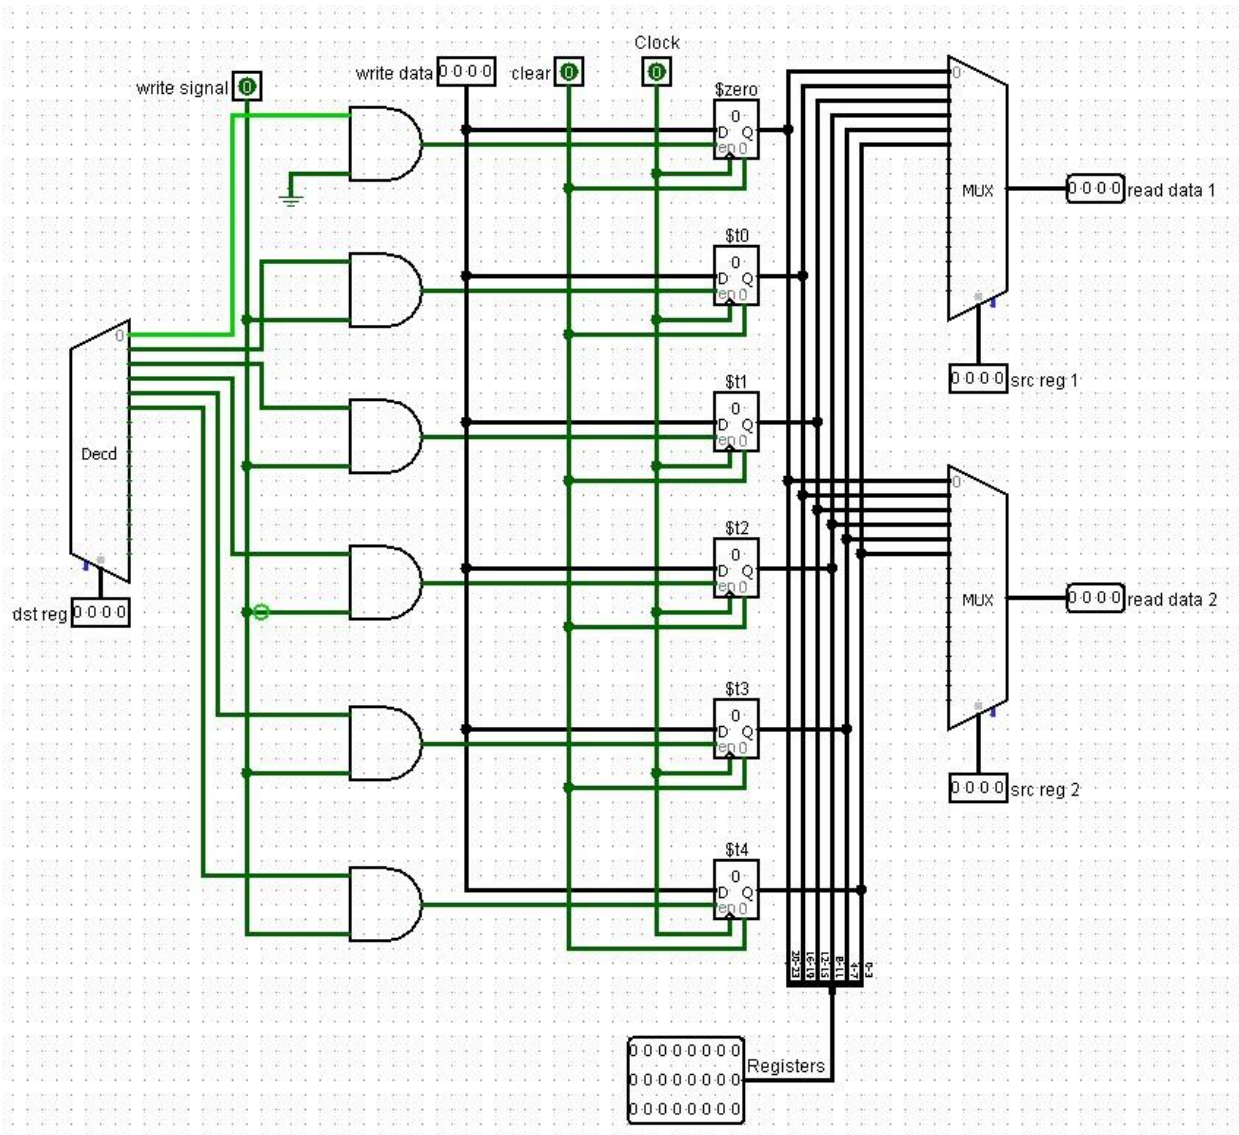 Clock
write signal 0
write data 0 0 0 0
clear 0
0
$zero
0
D Q
en 0
0
MUX
0 0 0 0 read data 1
$t0
0
D Q
en 0
0
Decd
dst reg 0 0 0 0
0 0 0 0 src reg 1
$t1
0
D Q
en 0
0
MUX
0 0 0 0 read data 2
$t2
0
D Q
en 0
$t3
0
D Q
en 0
0 0 0 0 src reg 2
$t4
0
D Q
en 0
20-23
16-19
12-15
8-11
4-7
0-3
0 0 0 0 0 0 0 0
0 0 0 0 0 0 0 0
0 0 0 0 0 0 0 0
Registers